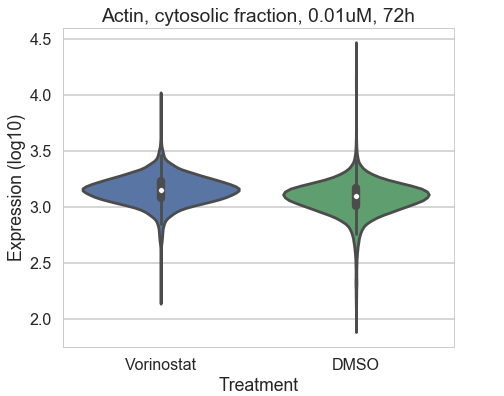 Actin, cytosolic fraction, 0.01uM, 72h
Expression (log10)
4.5
4.0
3.5
3.0
2.5
2.0
Vorinostat DMSO
Treatment